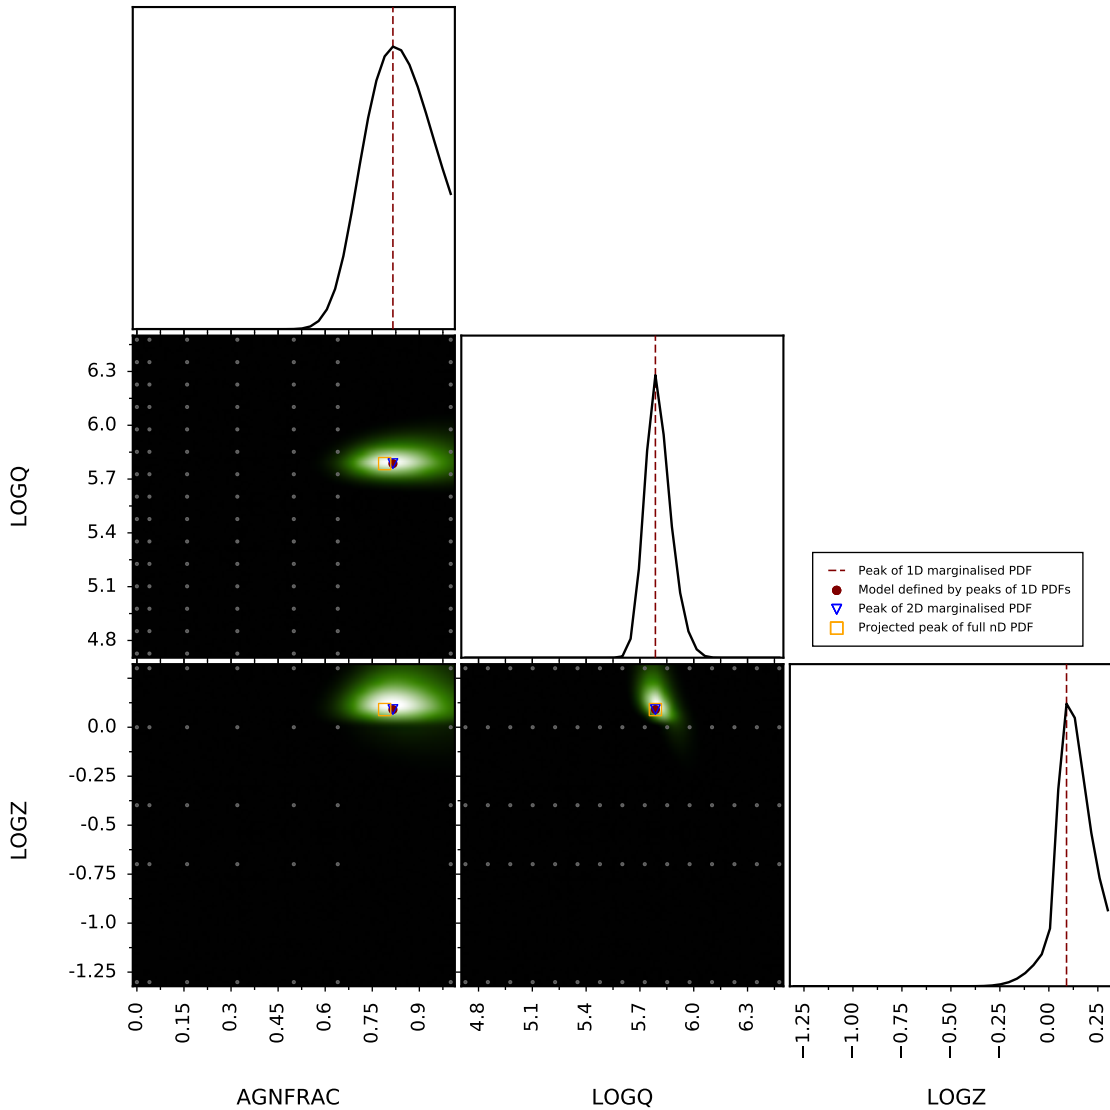 6.3
6.0
5.7
5.4
5.1
4.8
LOGQ
Peak of 1D marginalised PDF
Model defined by peaks of 1D PDFs
Peak of 2D marginalised PDF
Projected peak of full nD PDF
0.0
-0.25
-0.5
-0.75
-1.0
-1.25
LOGZ
0.0 0.15 0.3 0.45 0.6 0.75 0.9
4.8 5.1 5.4 5.7 6.0 6.3
−1.25 −1.00 −0.75 −0.50 −0.25 0.00 0.25
AGNFRAC
LOGQ
LOGZ